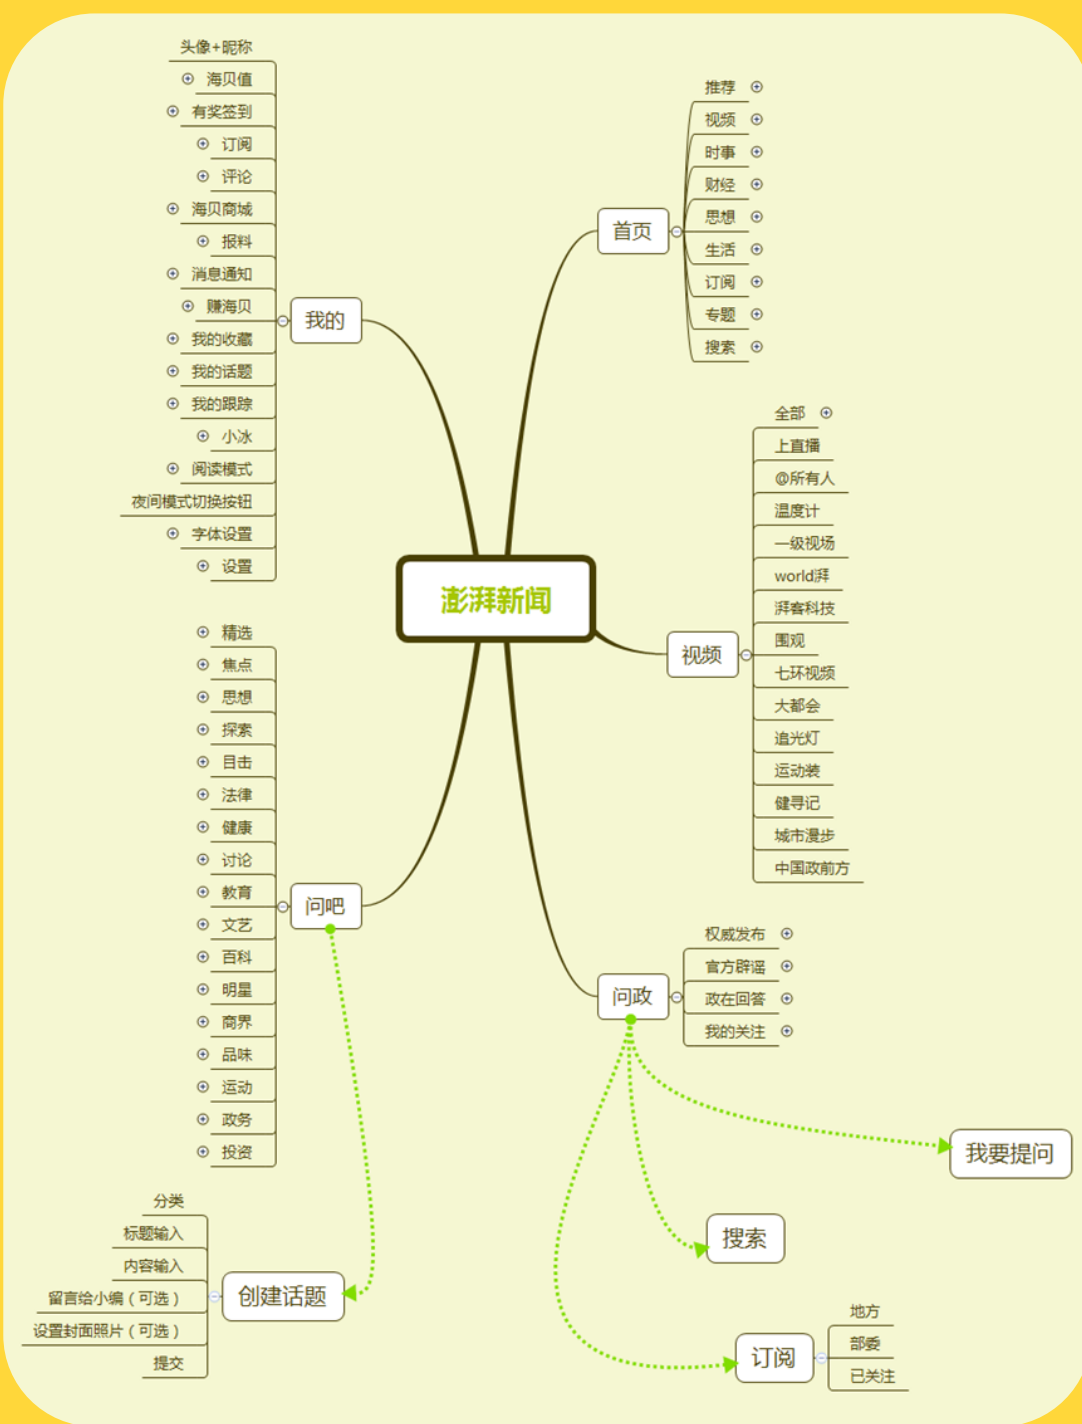 澎湃新闻
首页
推荐
视频
时事
财经
思想
生活
订阅
专题
搜索
视频
全部
上直播
@所有人
温度计
一级视场
world湃
湃客科技
围观
七环视频
大都会
追光灯
运动装
健寻记
城市漫步
中国政前方
问政
权威发布
官方辟谣
政在回答
我的关注
我要提问
搜索
订阅
地方
部委
已关注
我的
头像+昵称
海贝值
有奖签到
订阅
评论
海贝商城
报料
消息通知
赚海贝
我的收藏
我的话题
我的跟踪
小冰
阅读模式
夜间模式切换按钮
字体设置
设置
问吧
精选
焦点
思想
探索
目击
法律
健康
讨论
教育
文艺
百科
明星
商界
品味
运动
政务
投资
创建话题
分类
标题输入
内容输入
留言给小编（可选）
设置封面照片（可选）
提交